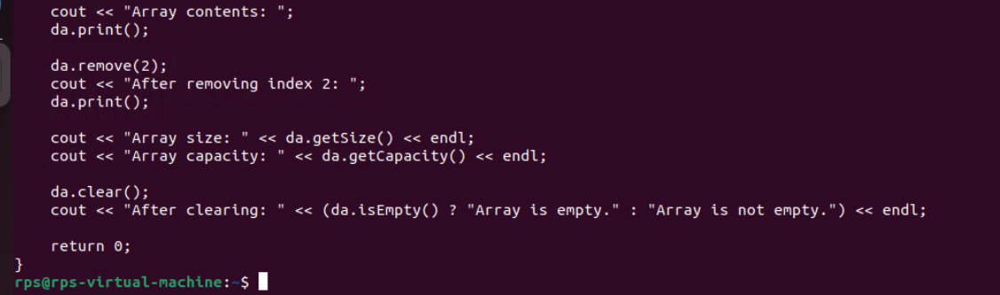 cout << "Array contents: ";
    da.print();

    da.remove(2);
    cout << "After removing index 2: ";
    da.print();

    cout << "Array size: " << da.getSize() << endl;
    cout << "Array capacity: " << da.getCapacity() << endl;

    da.clear();
    cout << "After clearing: " << (da.isEmpty() ? "Array is empty." : "Array is not empty.") << endl;

    return 0;
}
rps@rps-virtual-machine:~$